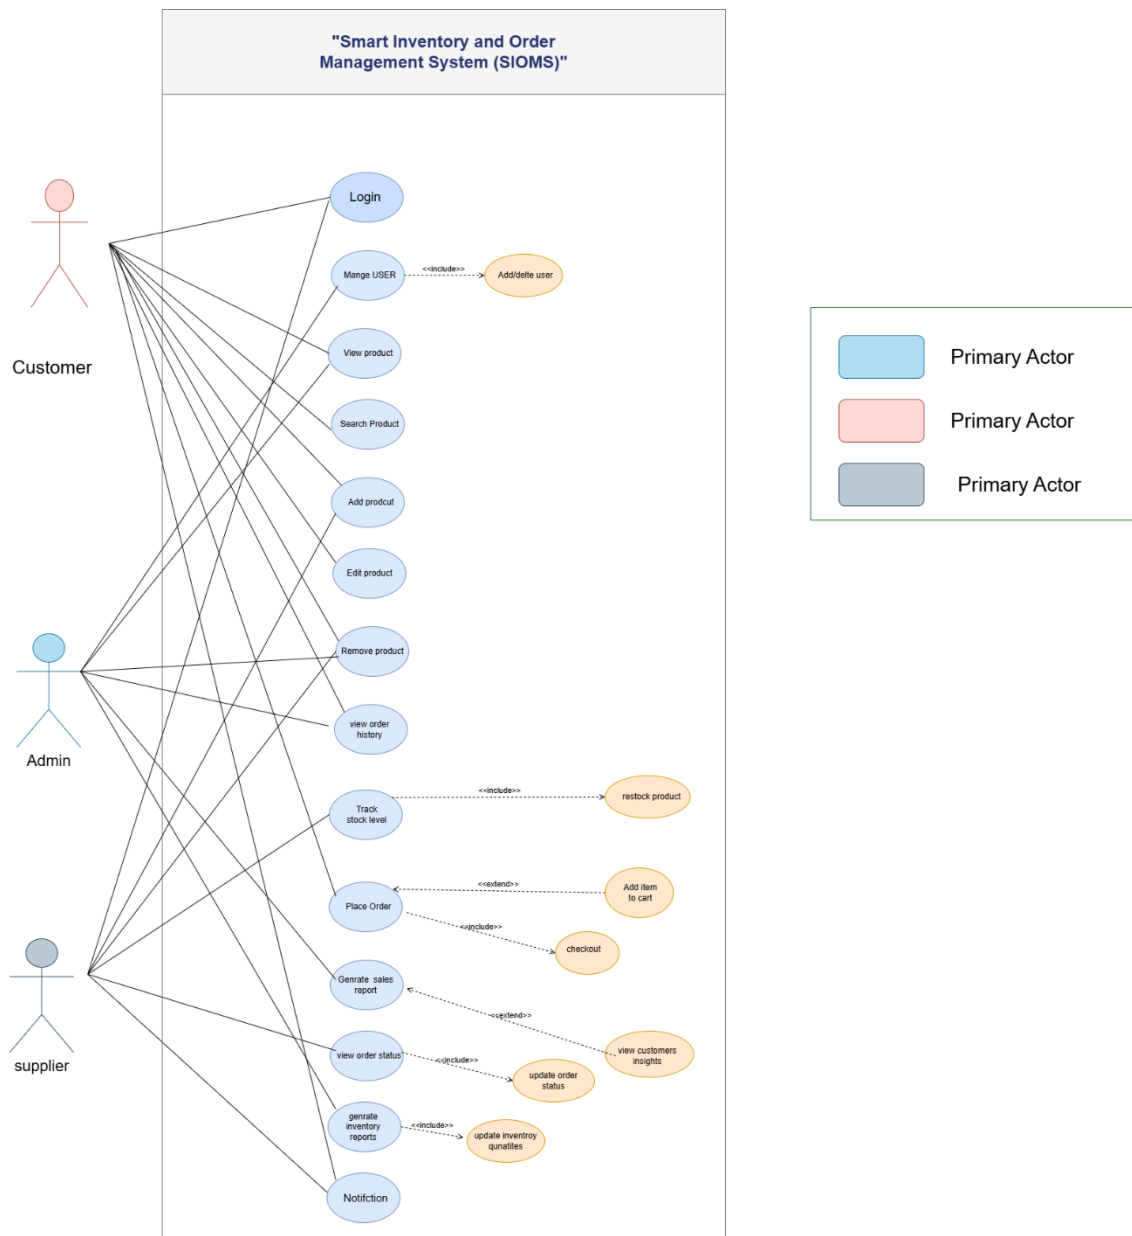 "Smart Inventory and Order
Management System (SIOMS)"
Login
Mange USER
<<include>>
Add/delte user
View product
Search Product
Add prodcut
Edit product
Remove product
view order
history
Track
stock level
<<include>>
restock product
Place Order
<<extend>>
Add item
to cart
<<include>>
checkout
Genrate sales
report
<<extend>>
view customers
insights
view order status
<<include>>
update order
status
genrate
inventory
reports
<<include>>
update inventroy
qunatites
Notifction
Customer
Admin
supplier
Primary Actor
Primary Actor
Primary Actor